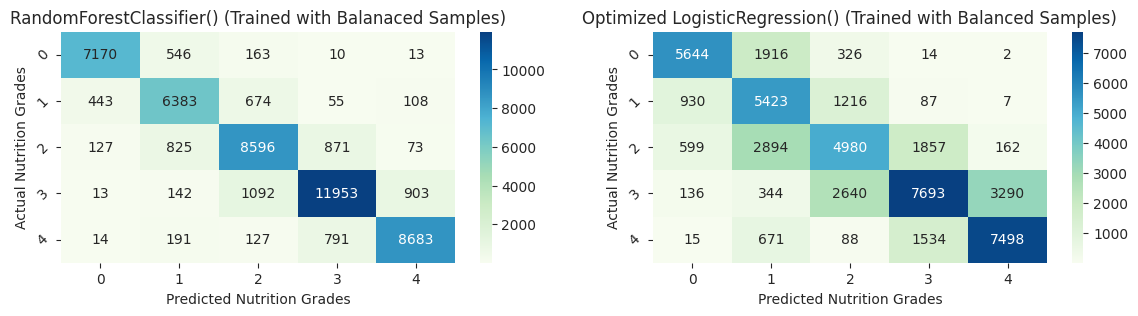 RandomForestClassifier() (Trained with Balanaced Samples)
Actual Nutrition Grades
0 7170 546 163 10 13
1 443 6383 674 55 108
2 127 825 8596 871 73
3 13 142 1092 11953 903
4 14 191 127 791 8683
0 1 2 3 4
Predicted Nutrition Grades
10000
8000
6000
4000
2000
Optimized LogisticRegression() (Trained with Balanced Samples)
Actual Nutrition Grades
0 5644 1916 326 14 2
1 930 5423 1216 87 7
2 599 2894 4980 1857 162
3 136 344 2640 7693 3290
4 15 671 88 1534 7498
0 1 2 3 4
Predicted Nutrition Grades
7000
6000
5000
4000
3000
2000
1000